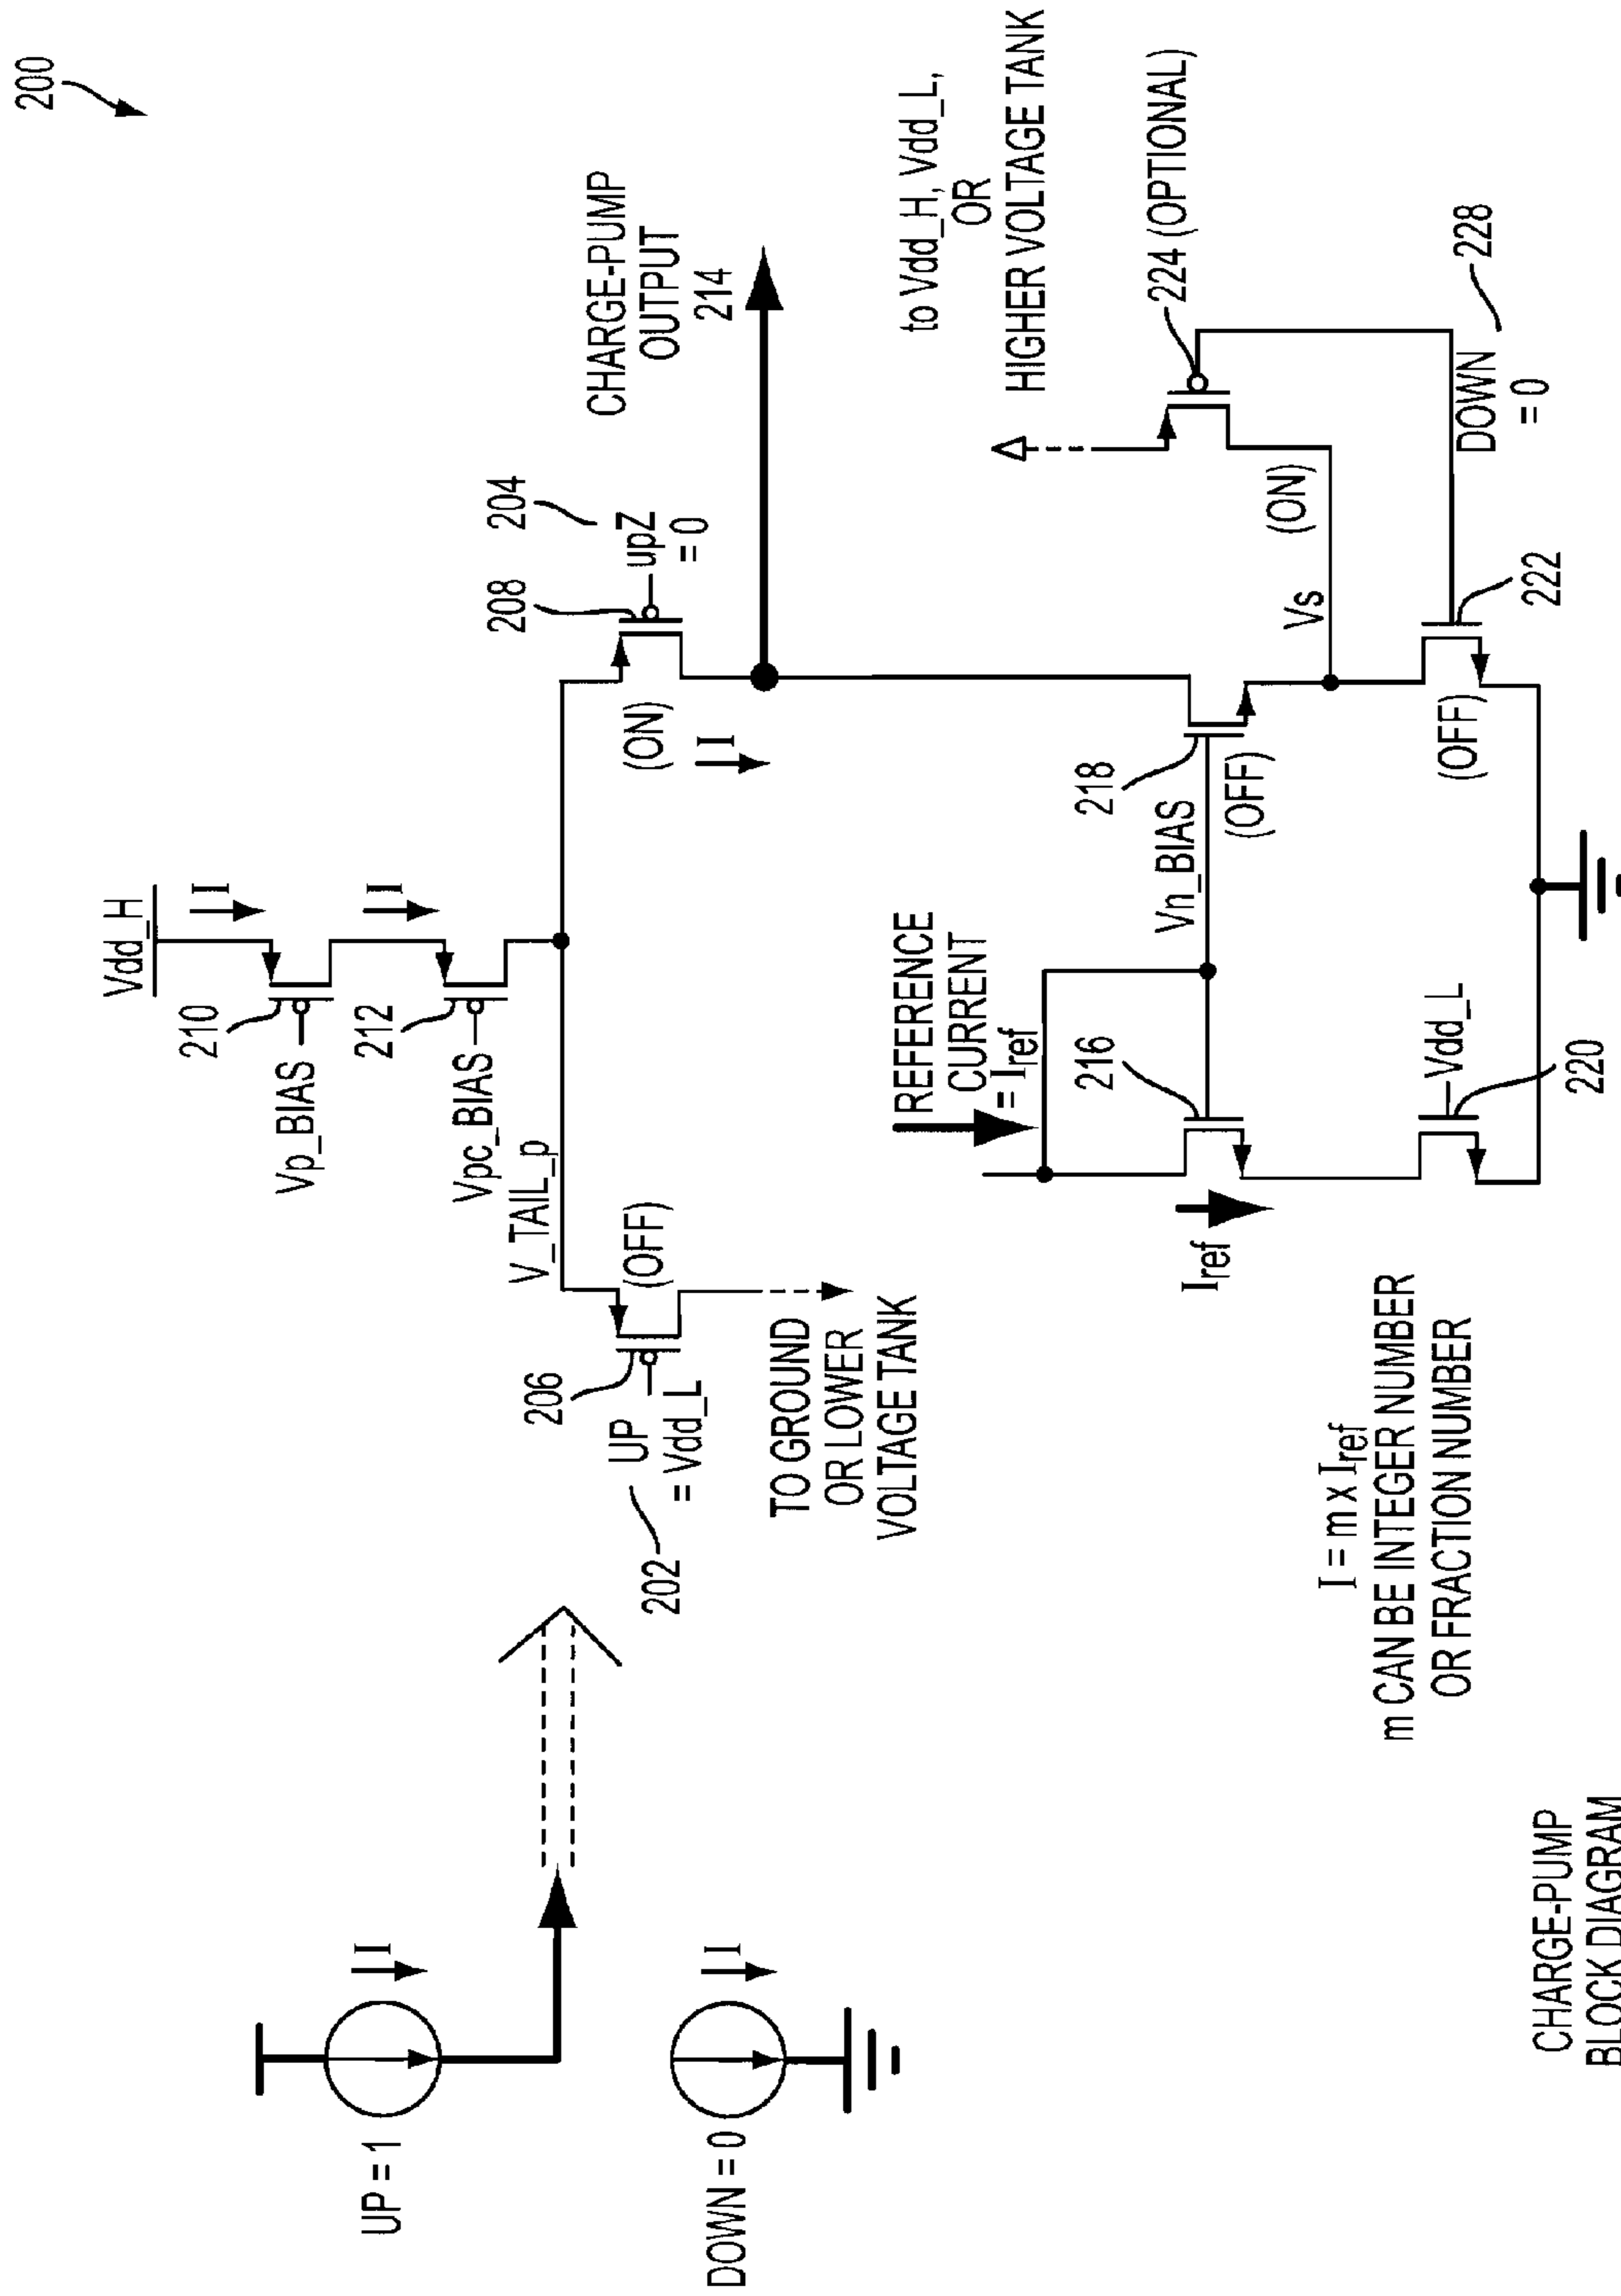 200
UP = 1
I
DOWN = 0
I
Vdd_H
I
210
Vp_BIAS
I
212
Vpc_BIAS
V_TAIL_p
206
(OFF)
UP
= Vdd_L
202
TO GROUND
OR LOWER
VOLTAGE TANK
208
204
upZ
= 0
(ON)
I
CHARGE-PUMP
OUTPUT
214
REFERENCE
CURRENT
= Iref
Iref
216
Vn_BIAS
218
(OFF)
Vdd_L
220
to Vdd_H, Vdd_L,
OR
HIGHER VOLTAGE TANK
224 (OPTIONAL)
(ON)
Vs
DOWN
= 0
228
222
(OFF)
I = m x Iref
m CAN BE INTEGER NUMBER
OR FRACTION NUMBER
CHARGE-PUMP
BLOCK DIAGRAM